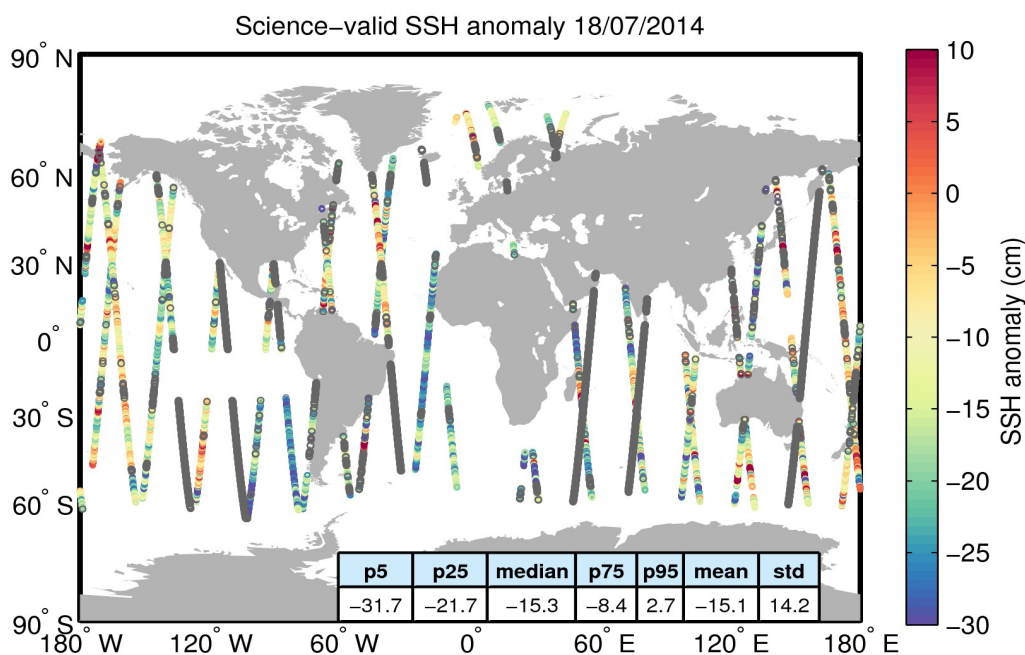 Science−valid SSH anomaly 18/07/2014
90° N
60° N
30° N
0°
30° S
60° S
90° S
180° W
120° W
60° W
0°
60° E
120° E
180° E
10
5
0
−5
−10
−15
−20
−25
−30
SSH anomaly (cm)
p5 p25 median p75 p95 mean std
−31.7 −21.7 −15.3 −8.4 2.7 −15.1 14.2